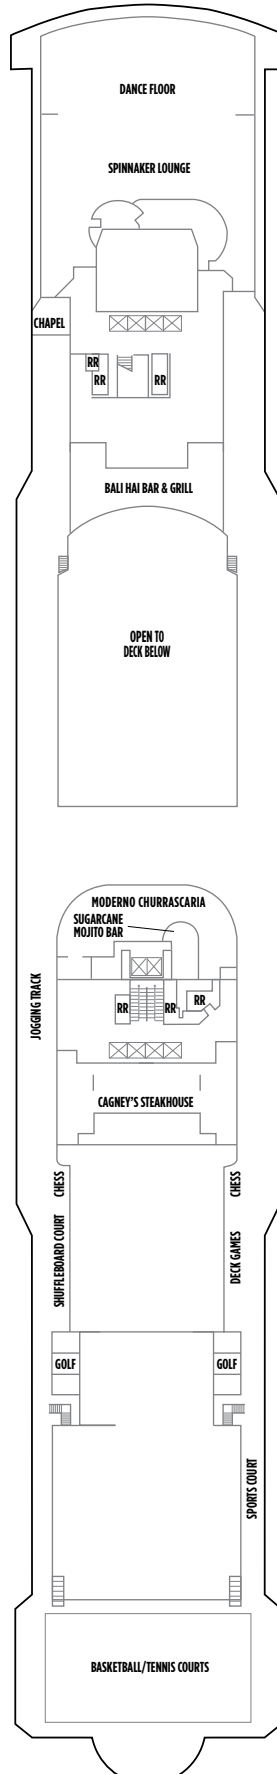 DANCE FLOOR
SPINNAKER LOUNGE
CHAPEL
RR
RR
RR
BALI HAI BAR & GRILL
OPEN TO
DECK BELOW
MODERNO CHURRASCARIA
SUGARCANE
MOJITO BAR
JOGGING TRACK
RR
RR
RR
CAGNEY'S STEAKHOUSE
CHESS
CHESS
SHUFFLEBOARD COURT
DECK GAMES
GOLF
GOLF
SPORTS COURT
BASKETBALL/TENNIS COURTS